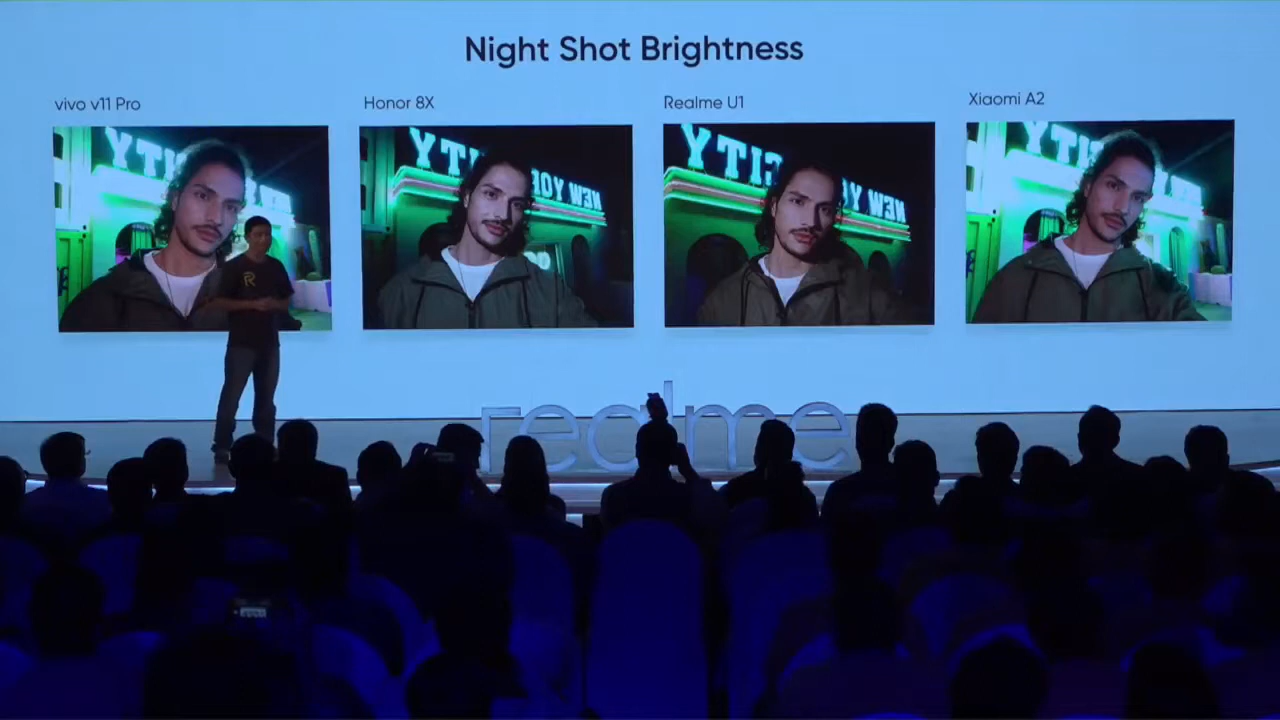 Night Shot Brightness
vivo v11 Pro
Honor 8X
Realme U1
Xiaomi A2
realme